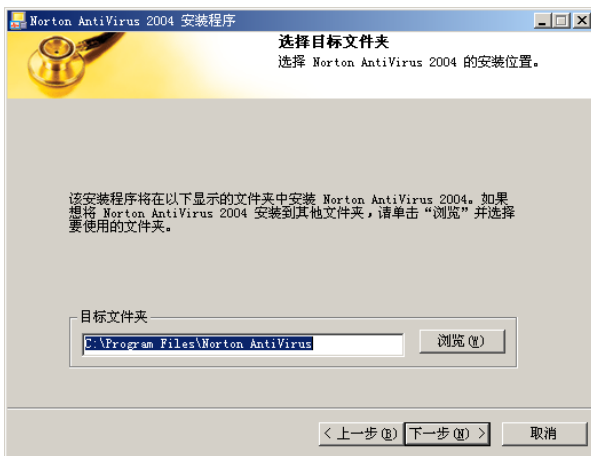 Norton AntiVirus 2004 安装程序
选择目标文件夹
选择 Norton AntiVirus 2004 的安装位置。
该安装程序将在以下显示的文件夹中安装 Norton AntiVirus 2004。如果
想将 Norton AntiVirus 2004 安装到其他文件夹，请单击“浏览”并选择
要使用的文件夹。
目标文件夹
C:\Program Files\Norton AntiVirus
浏览(W)
< 上一步(B)
下一步(N) >
取消